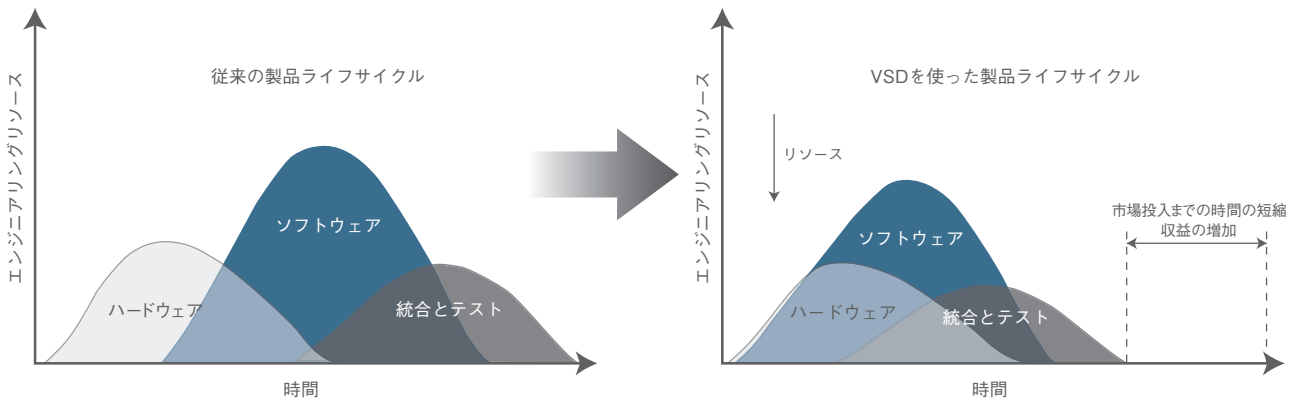 従来の製品ライフサイクル
エンジニアリングリソース
ソフトウェア
ハードウェア
統合とテスト
時間
VSDを使った製品ライフサイクル
エンジニアリングリソース
リソース
市場投入までの時間の短縮
収益の増加
ソフトウェア
ハードウェア
統合とテスト
時間